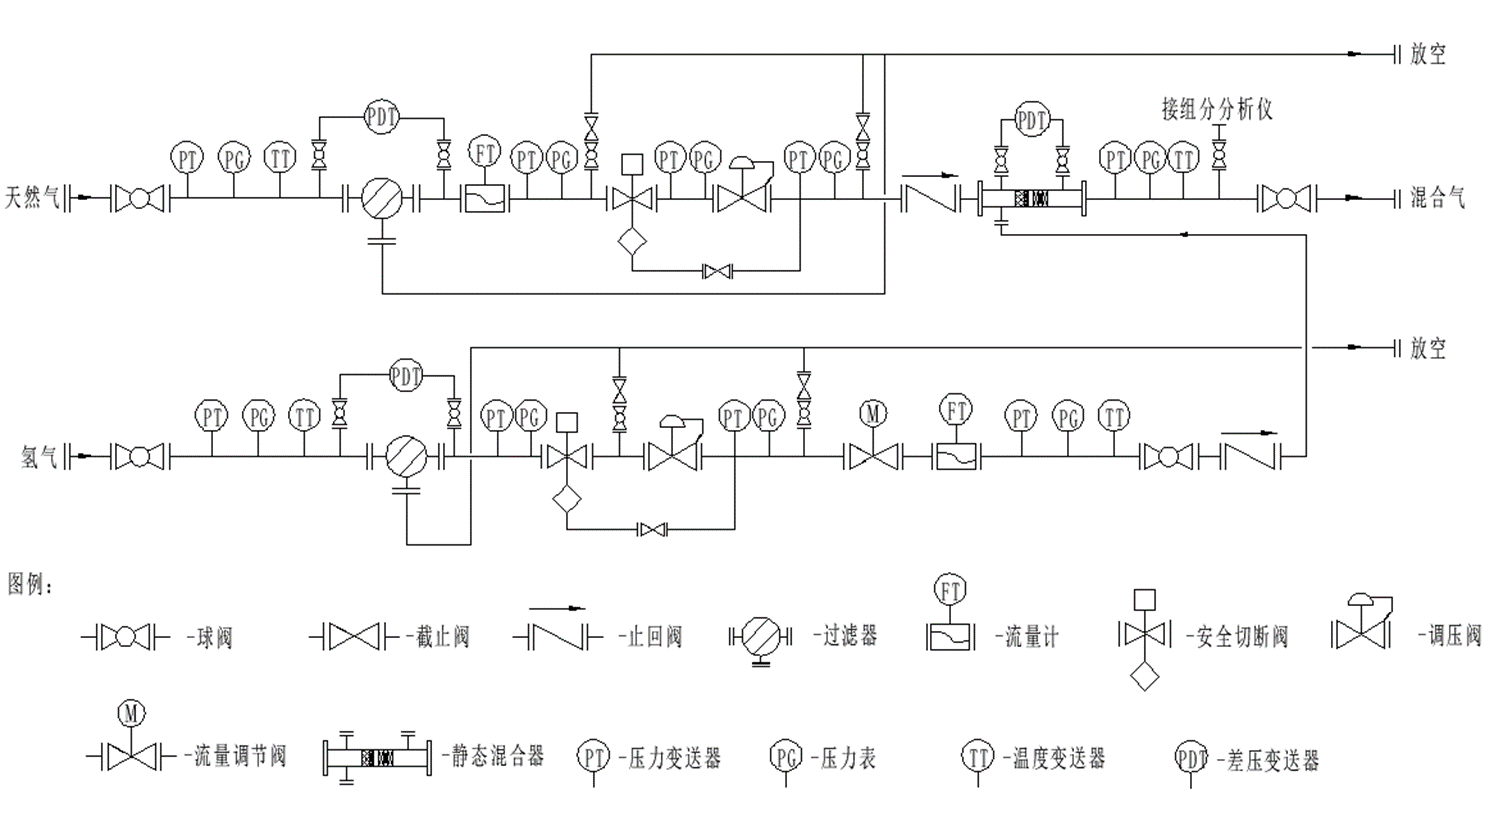 放空
接组分分析仪
PDT
PDT
PT PG TT FT PT PG PT PG PT PG PT PG TT
天然气
混合气
放空
PDT
PT PG TT PT PG PT PG M FT PT PG TT
氢气
图例：
-球阀
-截止阀
-止回阀
-过滤器
FT -流量计
-安全切断阀
-调压阀
M -流量调节阀
-静态混合器
PT -压力变送器
PG -压力表
TT -温度变送器
PDT -差压变送器